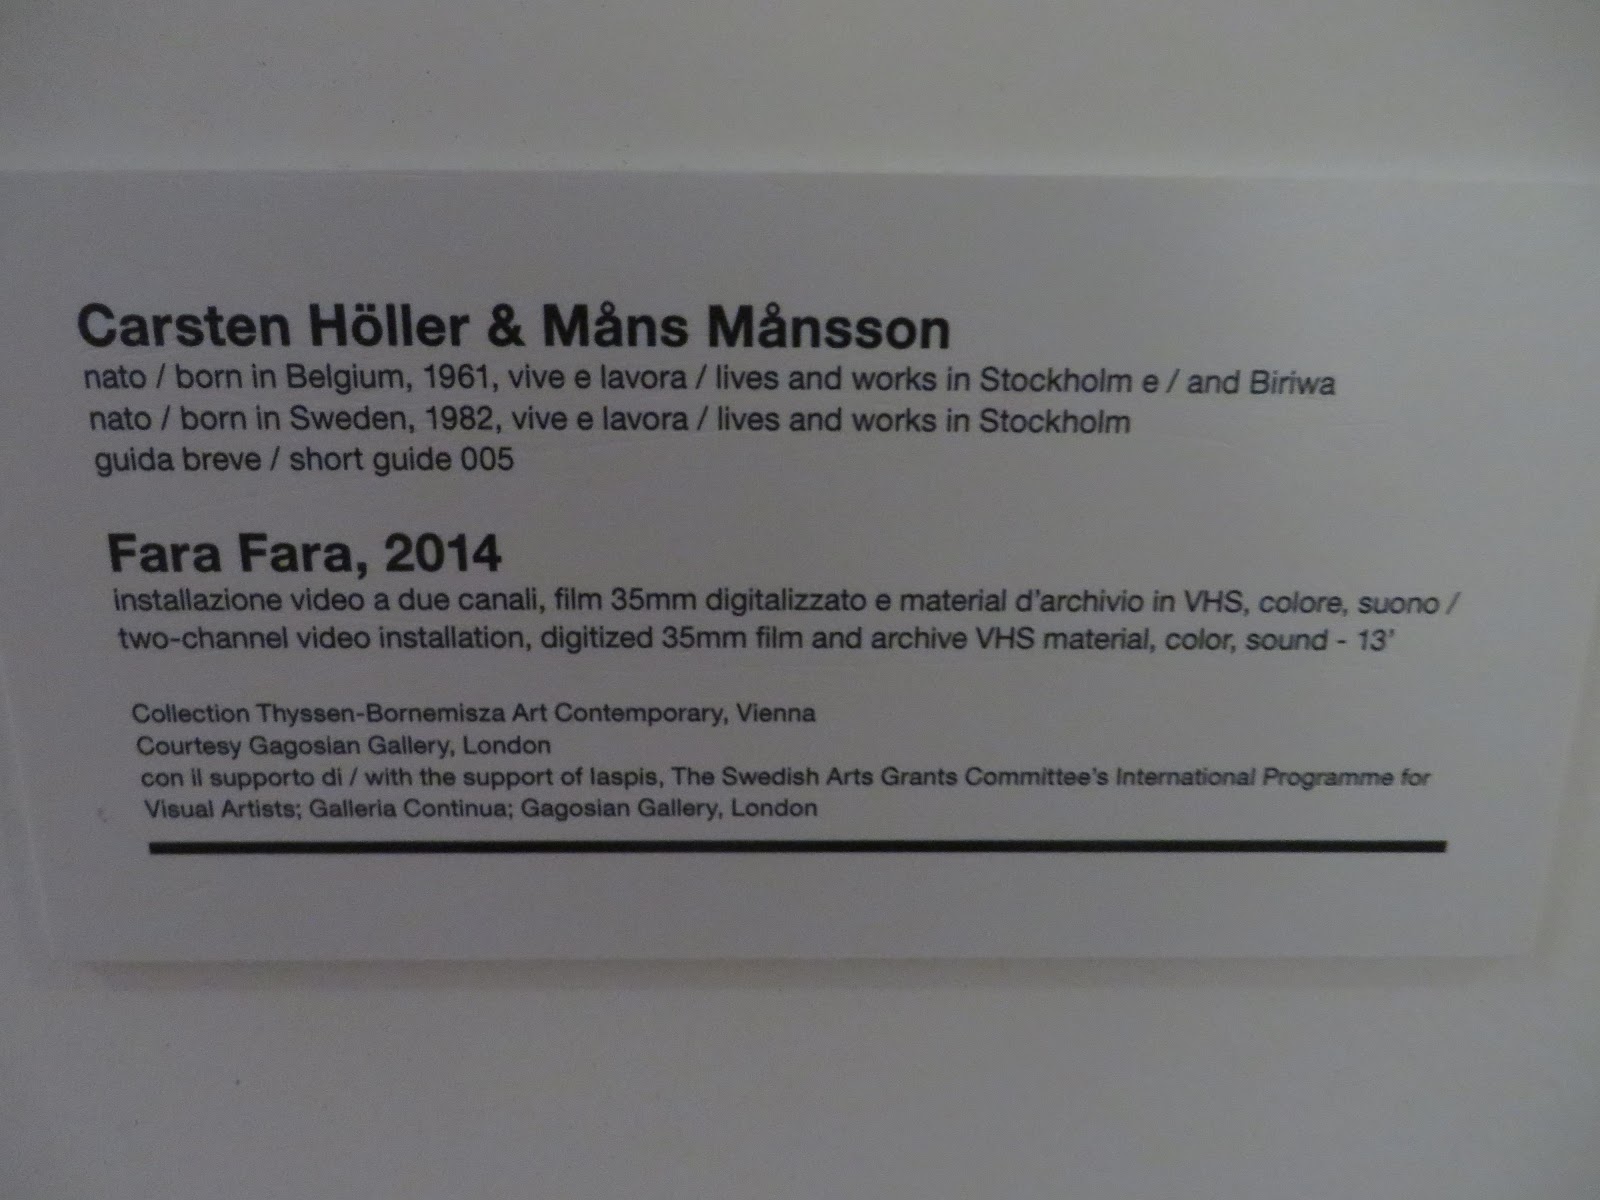 Carsten Höller & Måns Månsson
nato / born in Belgium, 1961, vive e lavora / lives and works in Stockholm e / and Biriwa
nato / born in Sweden, 1982, vive e lavora / lives and works in Stockholm
guida breve / short guide 005
Fara Fara, 2014
installazione video a due canali, film 35mm digitalizzato e material d'archivio in VHS, colore, suono /
two-channel video installation, digitized 35mm film and archive VHS material, color, sound - 13'
Collection Thyssen-Bornemisza Art Contemporary, Vienna
Courtesy Gagosian Gallery, London
con il supporto di / with the support of Iaspis, The Swedish Arts Grants Committee's International Programme for
Visual Artists; Galleria Continua; Gagosian Gallery, London